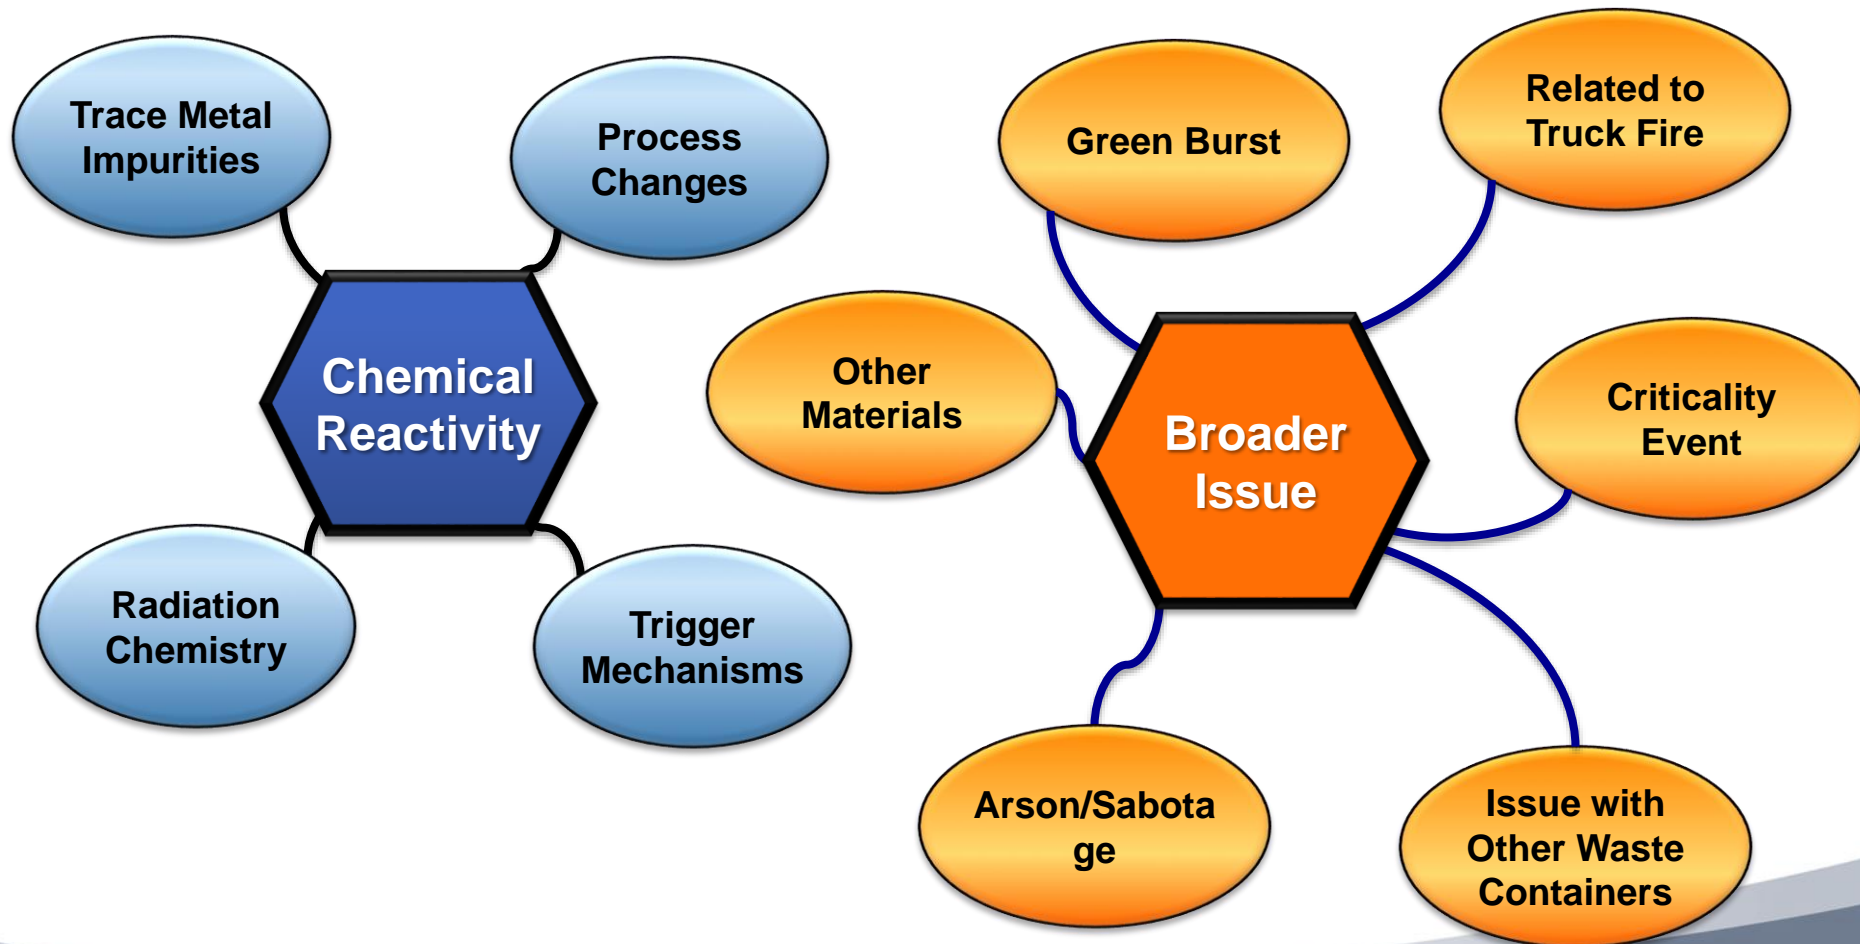 Trace Metal
Impurities
Process
Changes
Chemical
Reactivity
Radiation
Chemistry
Trigger
Mechanisms
Green Burst
Related to
Truck Fire
Other
Materials
Broader
Issue
Criticality
Event
Arson/Sabota
ge
Issue with
Other Waste
Containers